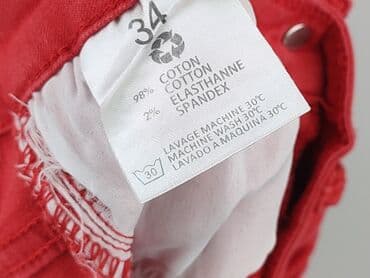 34
98% COTON
COTTON
2% ELASTHANNE
SPANDEX
LAVAGE MACHINE 30°C
MACHINE WASH 30°C
LAVADO A MAQUINA 30°C
30